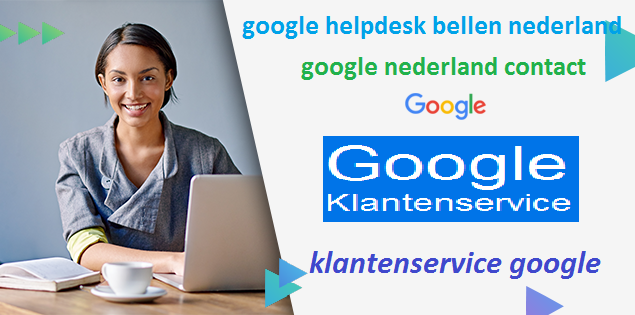 google helpdesk bellen nederland
google nederland contact
Google
Google
Klantenservice
klantenservice google